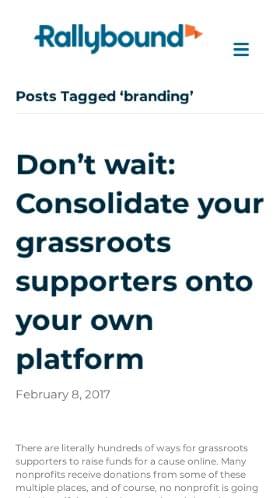 Rallybound
Posts Tagged ‘branding’
Don’t wait:
Consolidate your
grassroots
supporters onto
your own
platform
February 8, 2017
There are literally hundreds of ways for grassroots
supporters to raise funds for a cause online. Many
nonprofits receive donations from some of these
multiple places, and of course, no nonprofit is going